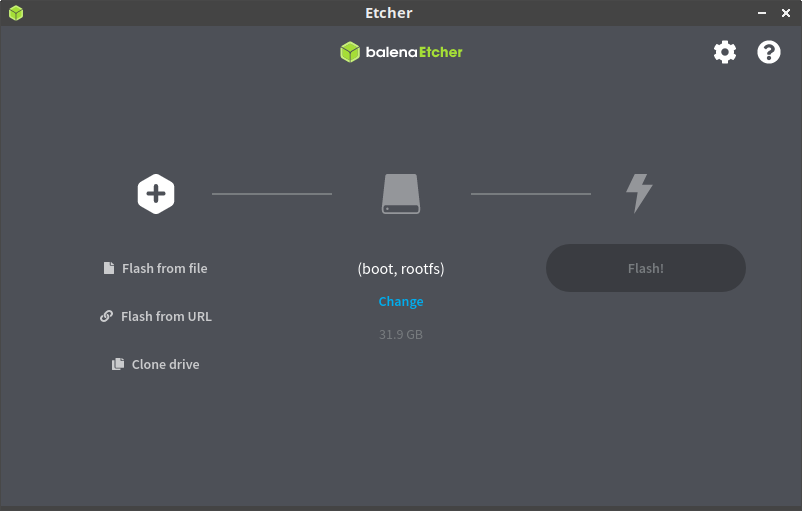 Etcher
balenaEtcher
Flash from file
(boot, rootfs)
Flash!
Change
Flash from URL
31.9 GB
Clone drive